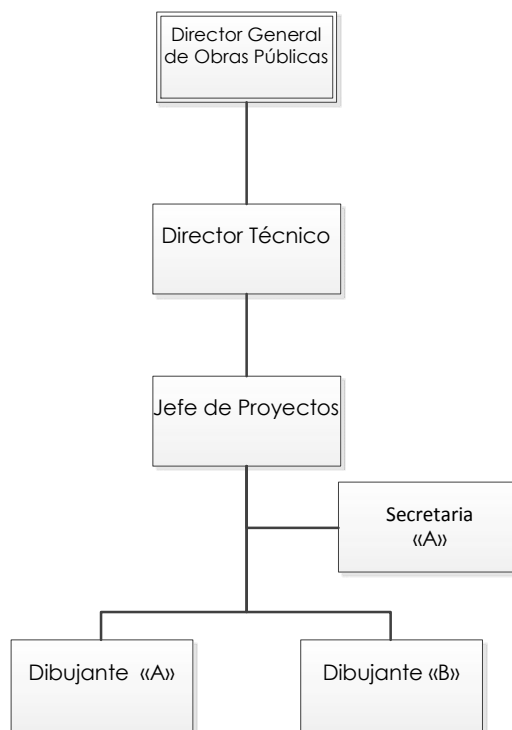 Director General
de Obras Públicas
Director Técnico
Jefe de Proyectos
Secretaria
«A»
Dibujante «A»
Dibujante «B»